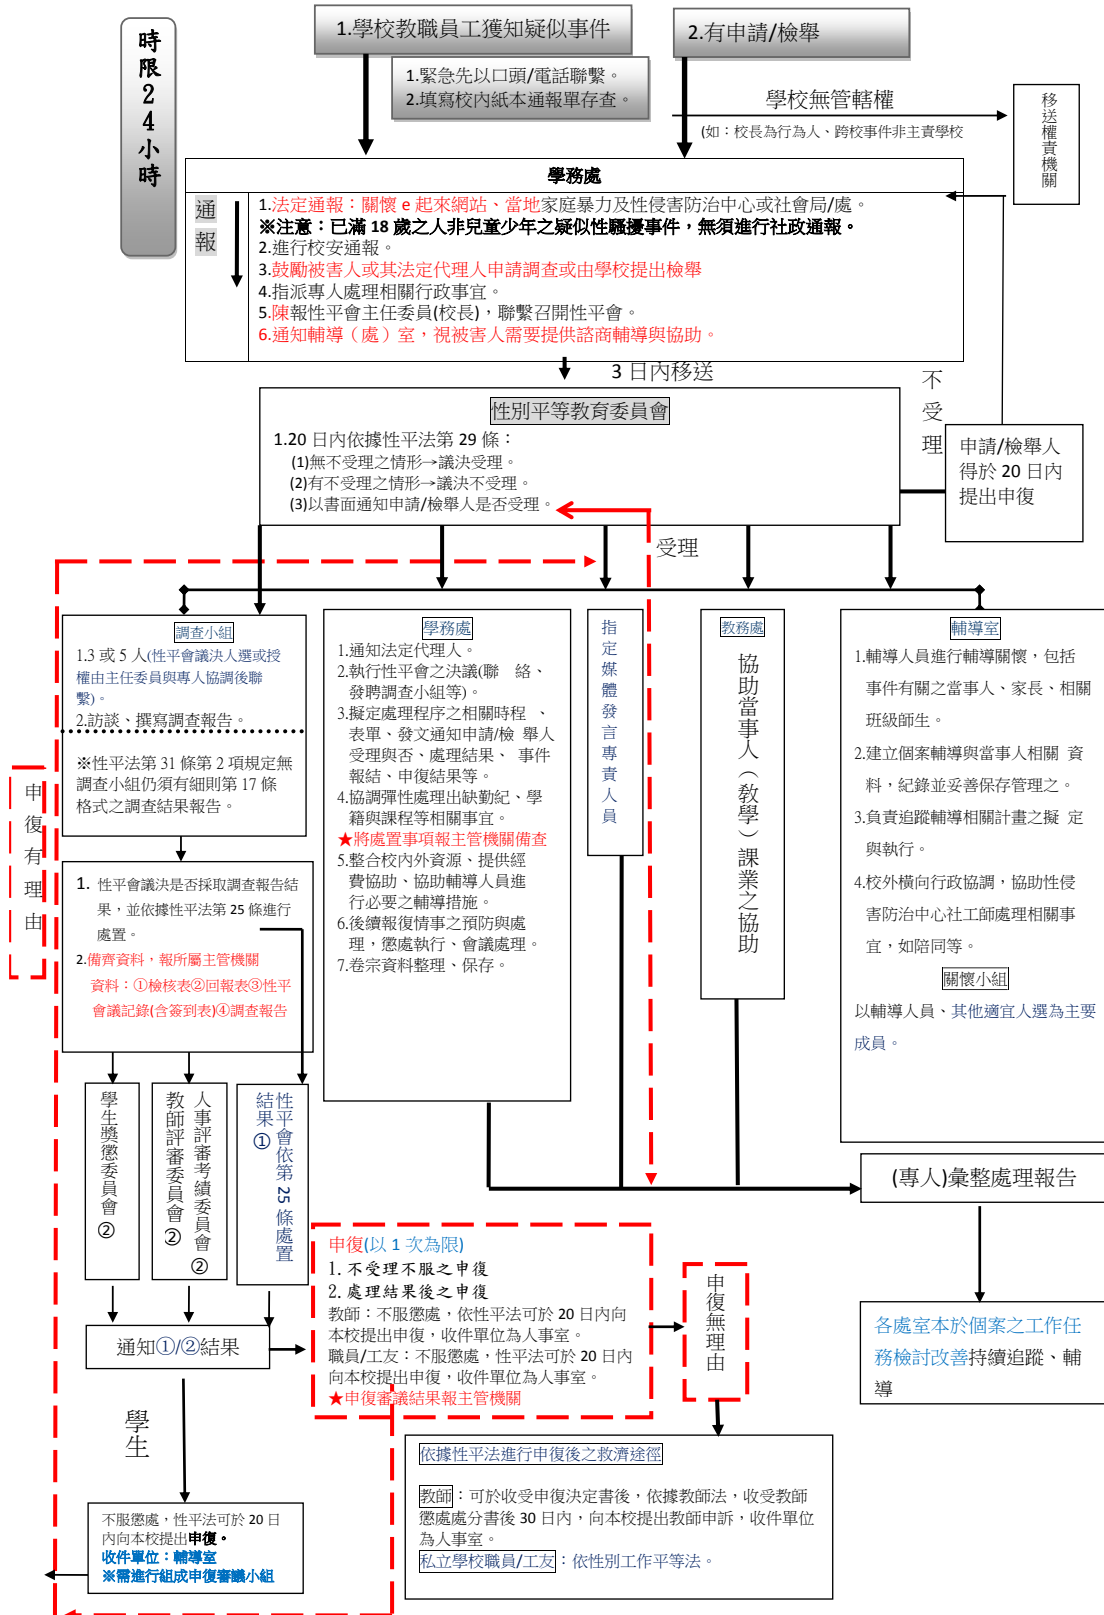 時限24小時
1.學校教職員工獲知疑似事件
2.有申請/檢舉
1.緊急先以口頭/電話聯繫。
2.填寫校內紙本通報單存查。
學校無管轄權
(如：校長為行為人、跨校事件非主責學校
移送權責機關
學務處
通報
1.法定通報：關懷 e 起來網站、當地家庭暴力及性侵害防治中心或社會局/處。
※注意：已滿 18 歲之人非兒童少年之疑似性騷擾事件，無須進行社政通報。
2.進行校安通報。
3.鼓勵被害人或其法定代理人申請調查或由學校提出檢舉
4.指派專人處理相關行政事宜。
5.陳報性平會主任委員(校長)，聯繫召開性平會。
6.通知輔導（處）室，視被害人需要提供諮商輔導與協助。
3 日內移送
性別平等教育委員會
1.20 日內依據性平法第 29 條：
(1)無不受理之情形→議決受理。
(2)有不受理之情形→議決不受理。
(3)以書面通知申請/檢舉人是否受理。
不受理
申請/檢舉人
得於 20 日內
提出申復
受理
調查小組
1.3 或 5 人(性平會議決人選或授
權由主任委員與專人協調後聯
繫)。
2.訪談、撰寫調查報告。
※性平法第 31 條第 2 項規定無
調查小組仍須有細則第 17 條
格式之調查結果報告。
學務處
1.通知法定代理人。
2.執行性平會之決議(聯 絡、
發聘調查小組等)。
3.擬定處理程序之相關時程 、
表單、發文通知申請/檢 舉人
受理與否、處理結果、 事件
報結、申復結果等。
4.協調彈性處理出缺勤紀、學
籍與課程等相關事宜。
★將處置事項報主管機關備查
5.整合校內外資源、提供經
費協助、協助輔導人員進
行必要之輔導措施。
6.後續報復情事之預防與處
理，懲處執行、會議處理。
7.卷宗資料整理、保存。
指定媒體發言專責人員
教務處
協助當事人（教學）課業之協助
輔導室
1.輔導人員進行輔導關懷，包括
事件有關之當事人、家長、相關
班級師生。
2.建立個案輔導與當事人相關 資
料，紀錄並妥善保存管理之。
3.負責追蹤輔導相關計畫之擬 定
與執行。
4.校外橫向行政協調，協助性侵
害防治中心社工師處理相關事
宜，如陪同等。
關懷小組
以輔導人員、其他適宜人選為主要
成員。
申復有理由
1. 性平會議決是否採取調查報告結
果，並依據性平法第 25 條進行
處置。
2.備齊資料，報所屬主管機關
資料：①檢核表②回報表③性平
會議記錄(含簽到表)④調查報告
學生獎懲委員會②
人事評審考績委員會②
教師評審委員會②
性平會依第 25 條處置
結果①
(專人)彙整處理報告
申復(以 1 次為限)
1.不受理不服之申復
2.處理結果後之申復
教師：不服懲處，依性平法可於 20 日內向
本校提出申復，收件單位為人事室。
職員/工友：不服懲處，性平法可於 20 日內
向本校提出申復，收件單位為人事室。
★申復審議結果報主管機關
申復無理由
通知①/②結果
各處室本於個案之工作任
務檢討改善持續追蹤、輔
導
學生
依據性平法進行申復後之救濟途徑
教師：可於收受申復決定書後，依據教師法，收受教師
懲處處分書後 30 日內，向本校提出教師申訴，收件單位
為人事室。
私立學校職員/工友：依性別工作平等法。
不服懲處，性平法可於 20 日
內向本校提出申復。
收件單位：輔導室
※需進行組成申復審議小組